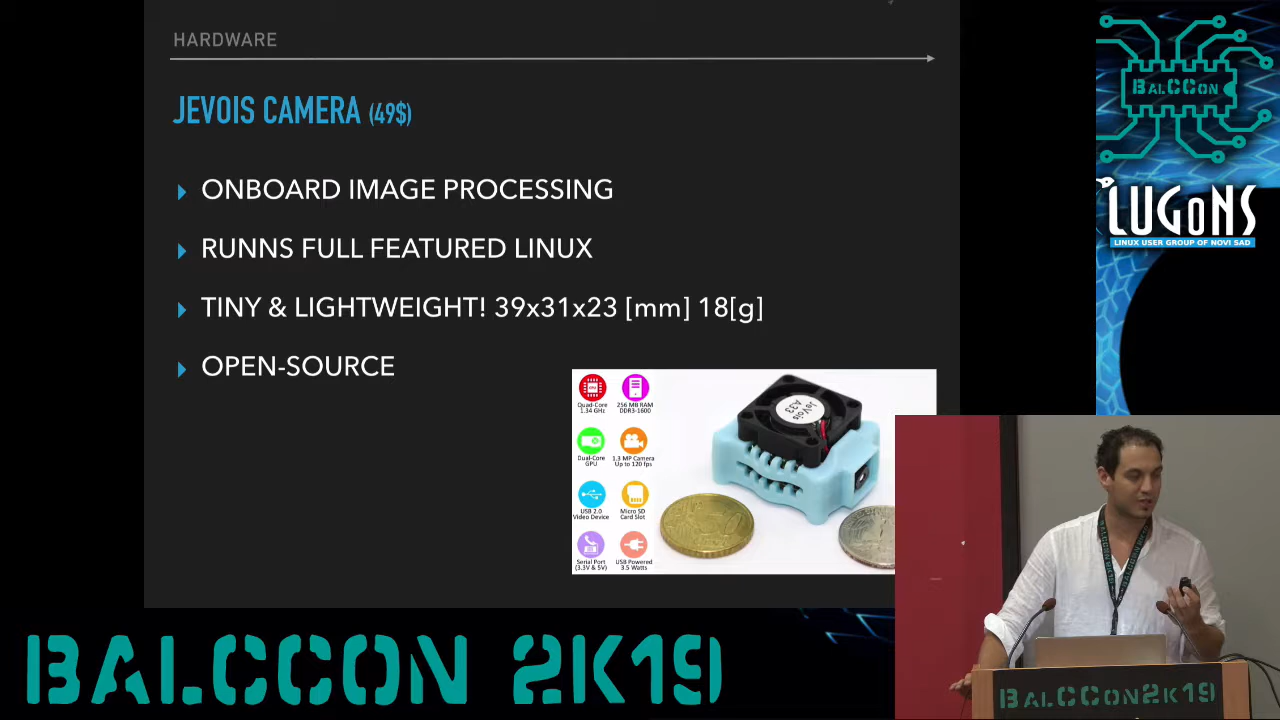 HARDWARE
JEVOIS CAMERA (49$)
ONBOARD IMAGE PROCESSING
RUNNS FULL FEATURED LINUX
TINY & LIGHTWEIGHT! 39x31x23 [mm] 18[g]
OPEN-SOURCE
CPU
Quad-Core
1.34 GHz
256 MB RAM
DDR3-1600
Dual-Core
GPU
1.3 MP Camera
Up to 120 fps
USB 2.0
Video Device
Micro SD
Card Slot
Serial Port
(3.3V & 5V)
USB Powered
3.5 Watts
JeVois
A33
BALCCON
LUGONS
LINUX USER GROUP OF NOVI SAD
BALCCON 2K19
BALCCON2K19